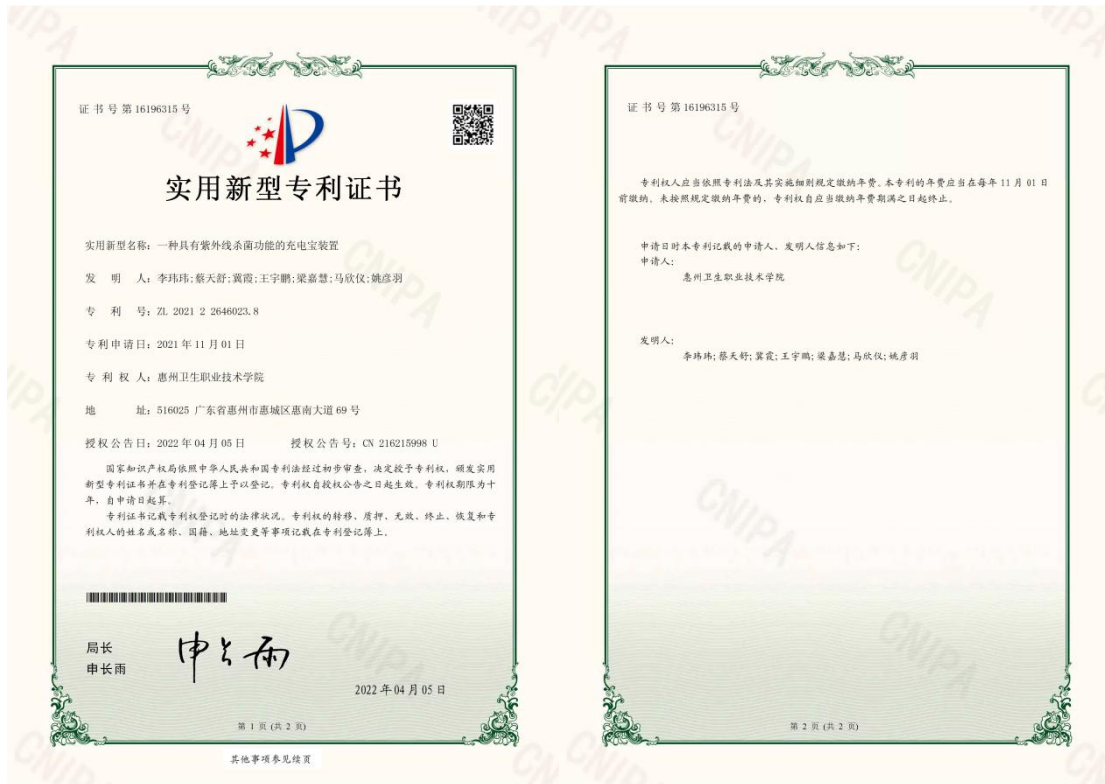 证书号第16196315号
实用新型专利证书
实用新型名称：一种具有紫外线杀菌功能的充电宝装置
发明人：李玮玮;蔡天舒;冀霞;王宇鹏;梁嘉慧;马欣仪;姚彦羽
专利号：ZL 2021 2 2646023.8
专利申请日：2021年11月01日
专利权人：惠州卫生职业技术学院
地址：516025 广东省惠州市惠城区惠南大道69号
授权公告日：2022年04月05日 授权公告号：CN 216215998 U
国家知识产权局依照中华人民共和国专利法经过初步审查，决定授予专利权，颁发实用
新型专利证书并在专利登记簿上予以登记。专利权自授权公告之日起生效。专利权期限为十
年，自申请日起算。
专利证书记载专利权登记时的法律状况。专利权的转移、质押、无效、终止、恢复和专
利权人的姓名或名称、国籍、地址变更等事项记载在专利登记簿上。
局长
申长雨
申长雨
2022年04月05日
第 1 页 (共 2 页)
其他事项参见续页
证书号第16196315号
专利权人应当依照专利法及其实施细则规定缴纳年费。本专利的年费应当在每年11月01日
前缴纳。未按照规定缴纳年费的，专利权自应当缴纳年费期满之日起终止。
申请日时本专利记载的申请人、发明人信息如下：
申请人：
惠州卫生职业技术学院
发明人：
李玮玮;蔡天舒;冀霞;王宇鹏;梁嘉慧;马欣仪;姚彦羽
第 2 页 (共 2 页)
CNIPA